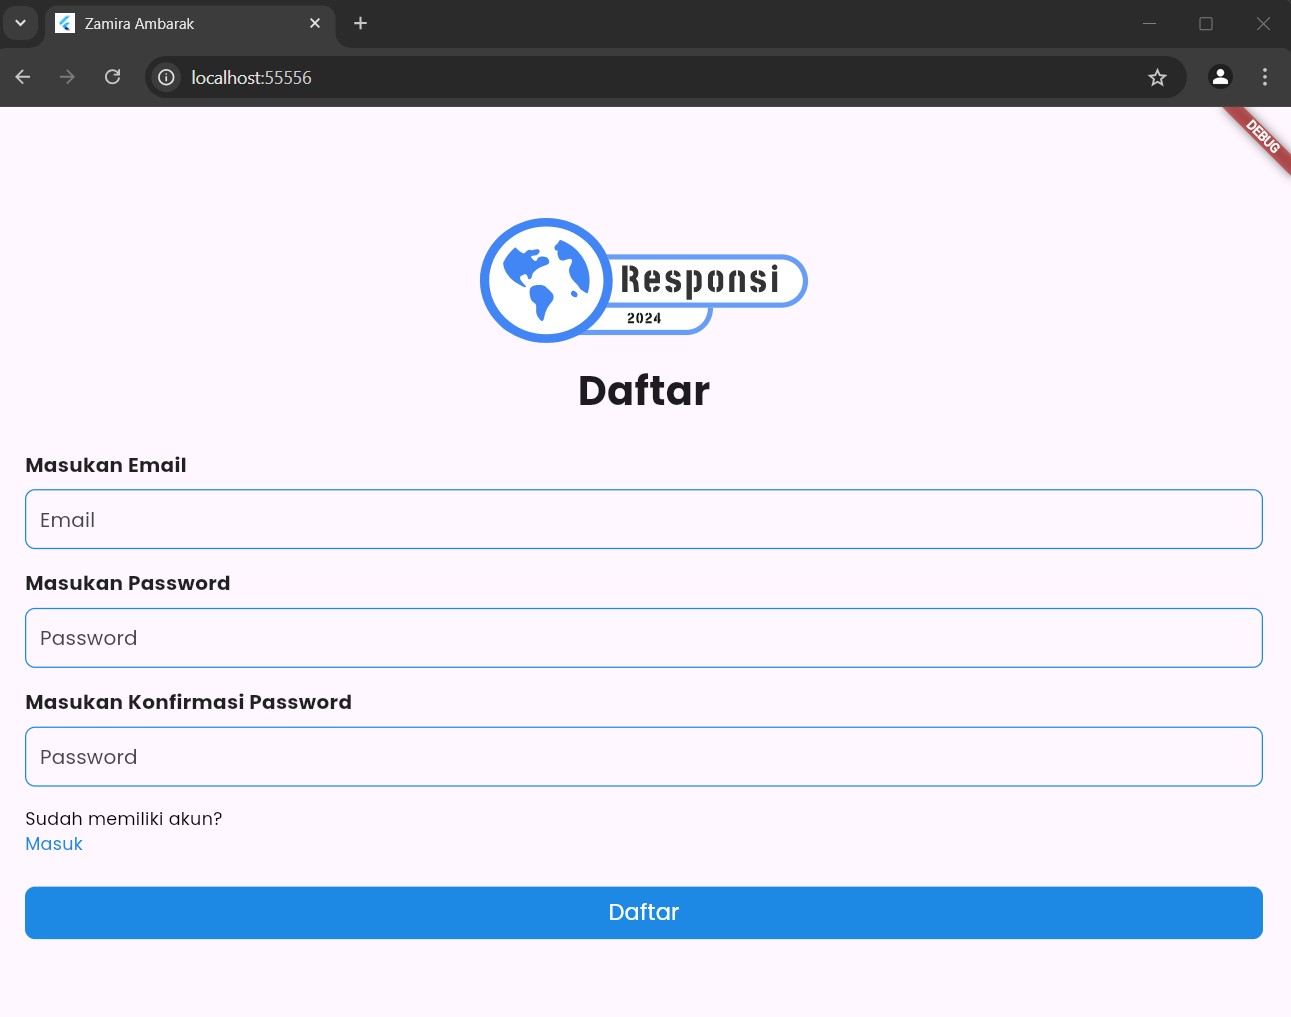 Zamira Ambarak
localhost:55556
DEBUG
Responsi
2024
Daftar
Masukan Email
Email
Masukan Password
Password
Masukan Konfirmasi Password
Password
Sudah memiliki akun?
Masuk
Daftar